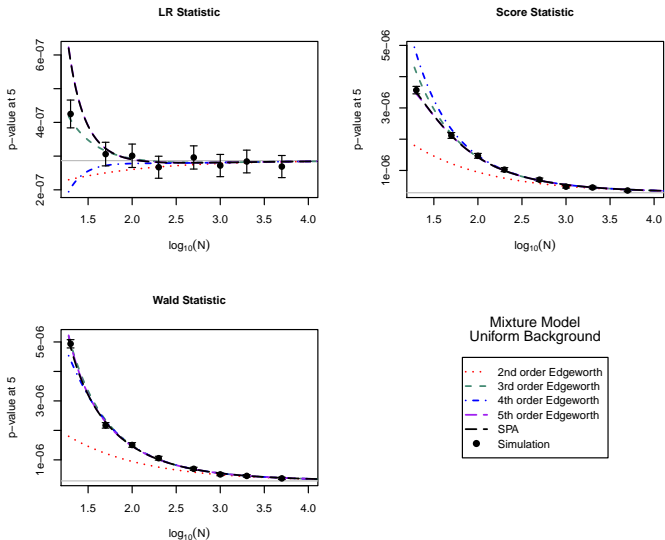 LR Statistic
p-value at 5
2e-07
4e-07
6e-07
1.5 2.0 2.5 3.0 3.5 4.0
log10(N)
Score Statistic
p-value at 5
1e-06
3e-06
5e-06
1.5 2.0 2.5 3.0 3.5 4.0
log10(N)
Wald Statistic
p-value at 5
1e-06
3e-06
5e-06
1.5 2.0 2.5 3.0 3.5 4.0
log10(N)
Mixture Model
Uniform Background
2nd order Edgeworth
3rd order Edgeworth
4th order Edgeworth
5th order Edgeworth
SPA
Simulation